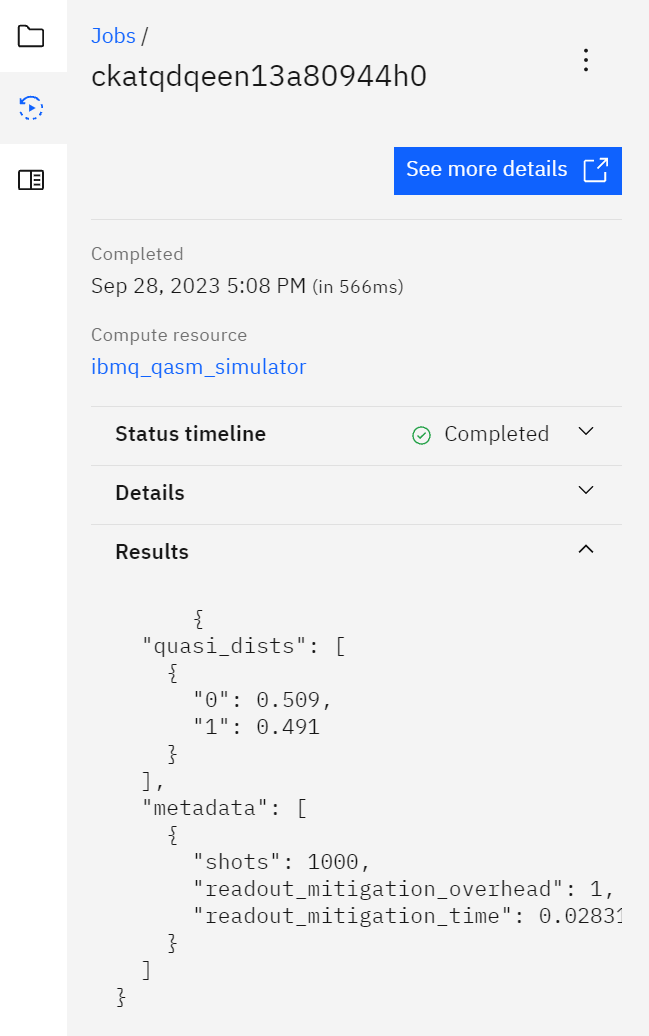 Jobs /
ckatqdqeen13a80944h0
See more details
Completed
Sep 28, 2023 5:08 PM (in 566ms)
Compute resource
ibmq_qasm_simulator
Status timeline Completed
Details
Results
{
"quasi_dists": [
{
"0": 0.509,
"1": 0.491
}
],
"metadata": [
{
"shots": 1000,
"readout_mitigation_overhead": 1,
"readout_mitigation_time": 0.02831
}
]
}